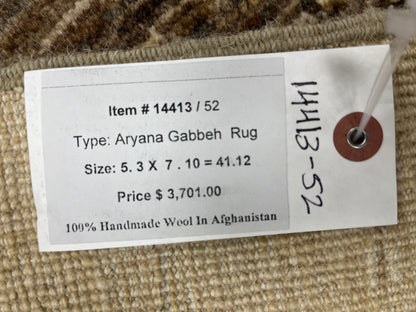 Item # 14413 / 52
Type: Aryana Gabbeh Rug
Size: 5. 3 X 7 . 10 = 41.12
Price $ 3,701.00
100% Handmade Wool In Afghanistan
14413-52